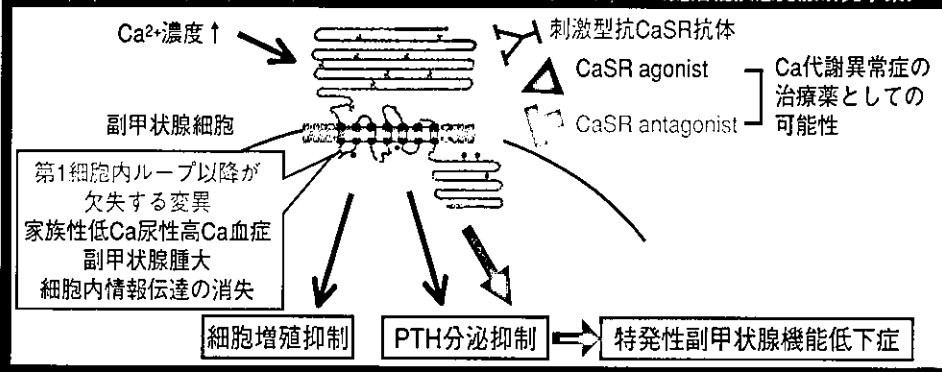 Ca²⁺濃度↑
刺激型抗CaSR抗体
CaSR agonist
CaSR antagonist
Ca代謝異常症の
治療薬としての
可能性
副甲状腺細胞
第1細胞内ループ以降が
欠失する変異
家族性低Ca尿性高Ca血症
副甲状腺腫大
細胞内情報伝達の消失
細胞増殖抑制
PTH分泌抑制
特発性副甲状腺機能低下症